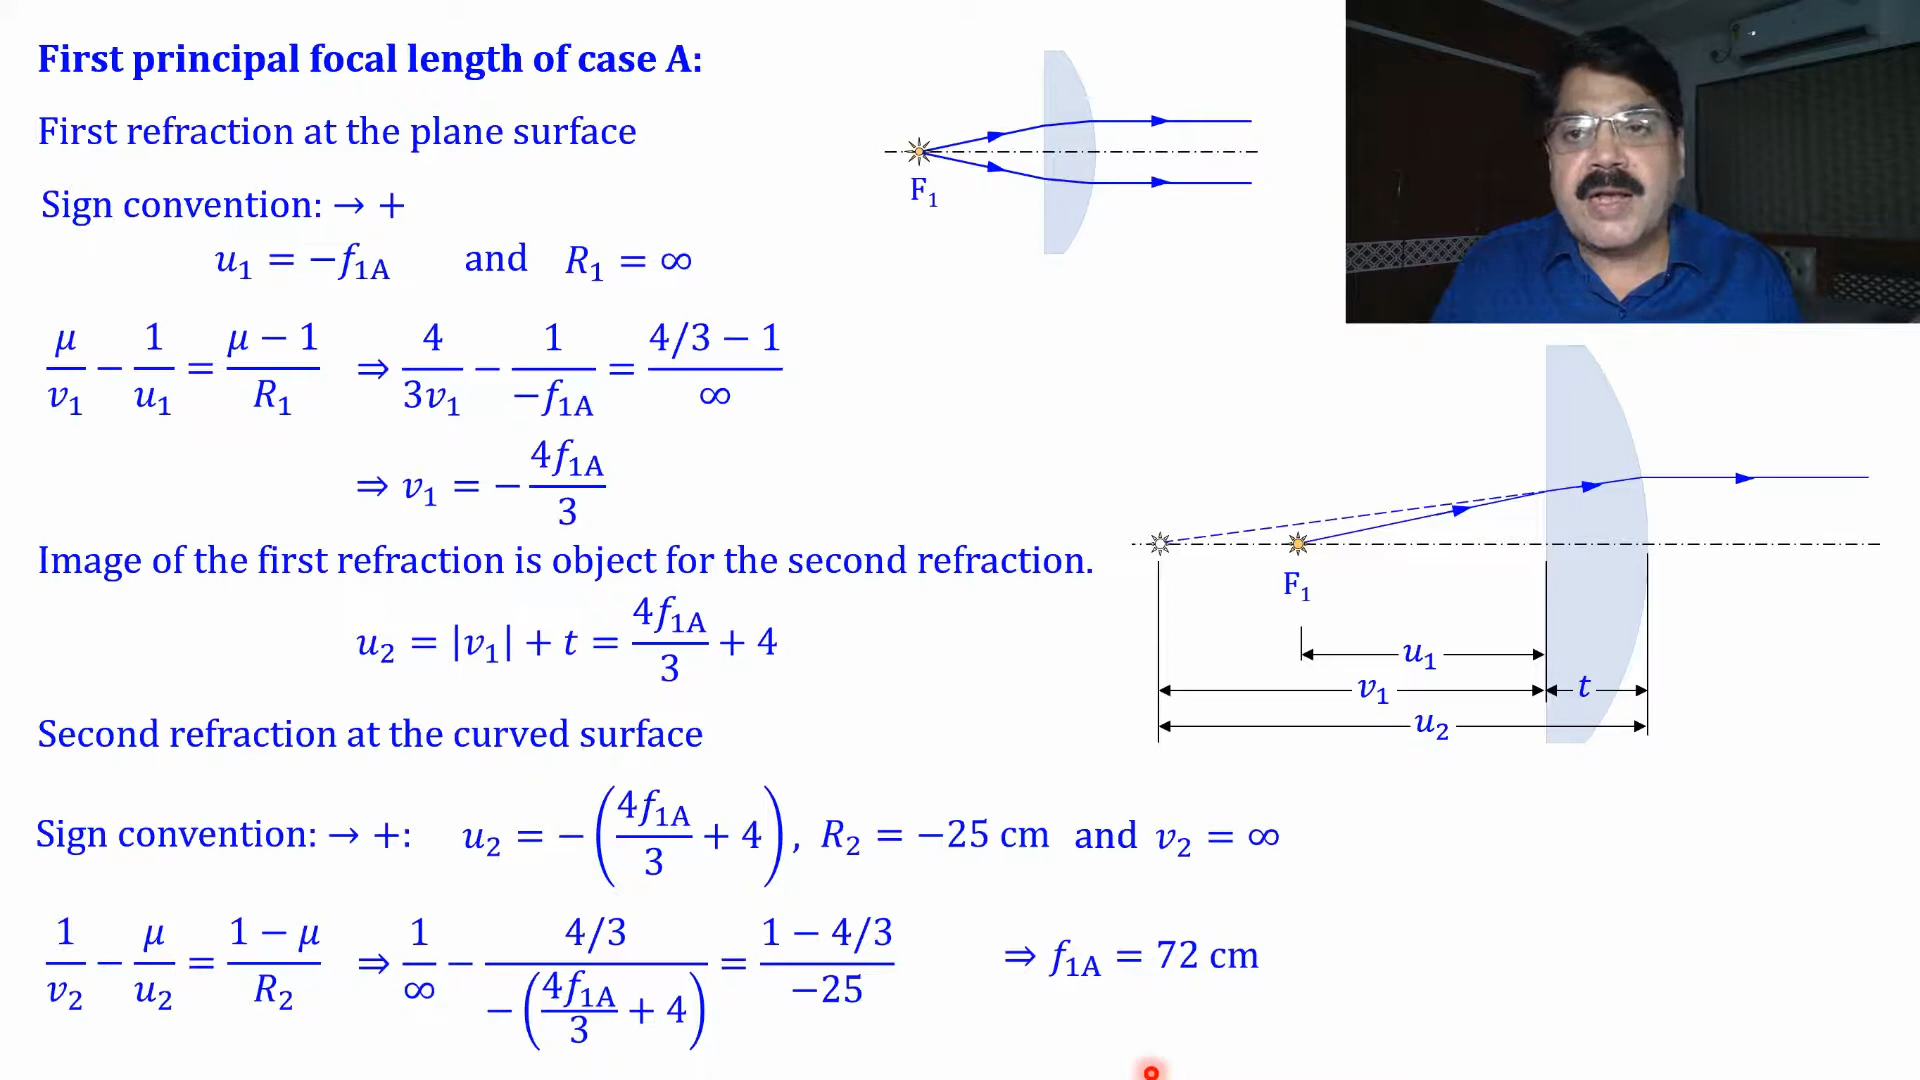 First principal focal length of case A:
First refraction at the plane surface
Sign convention: → +
u₁ = −f₁A and R₁ = ∞
μ/v₁ − 1/u₁ = (μ − 1)/R₁ ⇒ 4/(3v₁) − 1/(−f₁A) = (4/3 − 1)/∞
⇒ v₁ = − 4f₁A/3
Image of the first refraction is object for the second refraction.
u₂ = |v₁| + t = 4f₁A/3 + 4
Second refraction at the curved surface
Sign convention: → +: u₂ = −(4f₁A/3 + 4), R₂ = −25 cm and v₂ = ∞
1/v₂ − μ/u₂ = (1 − μ)/R₂ ⇒ 1/∞ − (4/3)/(−(4f₁A/3 + 4)) = (1 − 4/3)/(−25) ⇒ f₁A = 72 cm
F₁
F₁
u₁
v₁ t
u₂